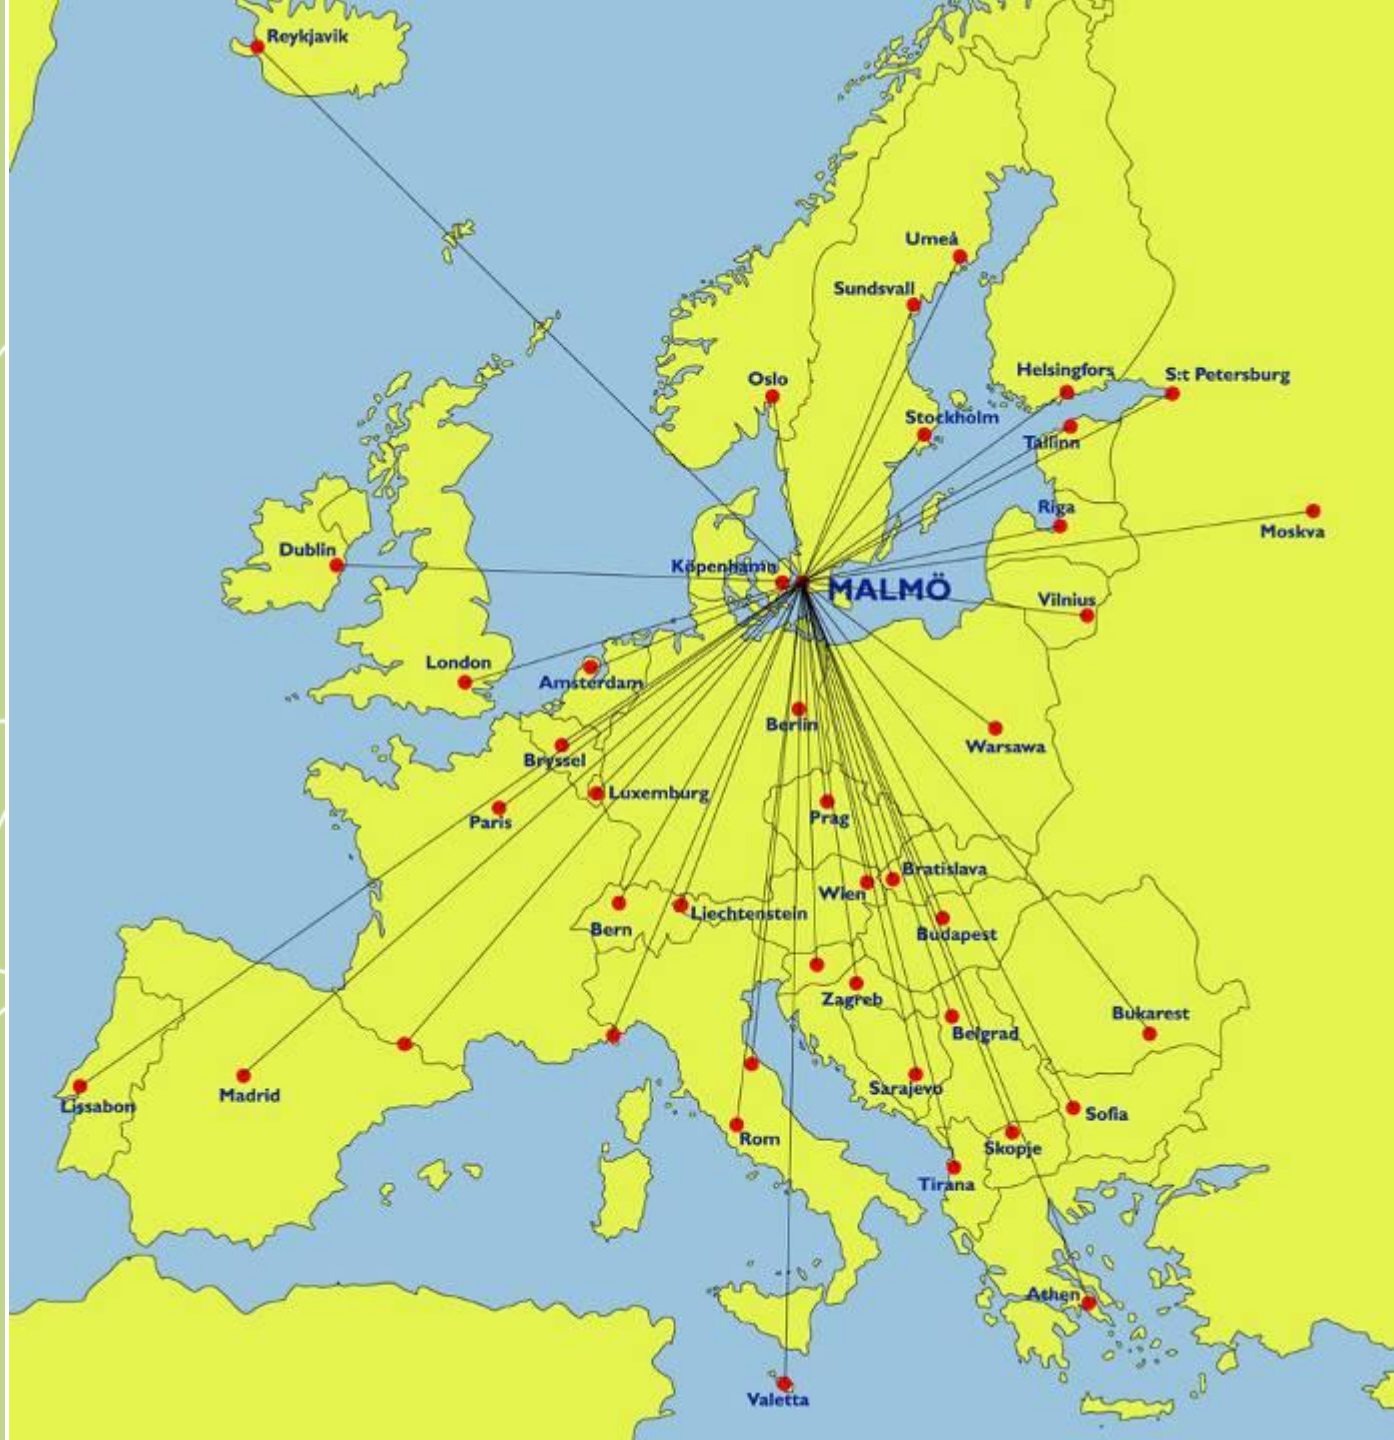 Reykjavik
Umeå
Sundsvall
Helsingfors
S:t Petersburg
Oslo
Stockholm
Tallinn
Riga
Moskva
Dublin
Köpenhamn
MALMÖ
Vilnius
London
Amsterdam
Berlin
Warsawa
Bryssel
Luxemburg
Paris
Prag
Bratislava
Wien
Liechtenstein
Bern
Budapest
Zagreb
Bukarest
Belgrad
Sarajevo
Madrid
Lissabon
Sofia
Rom
Skopje
Tirana
Athen
Valetta